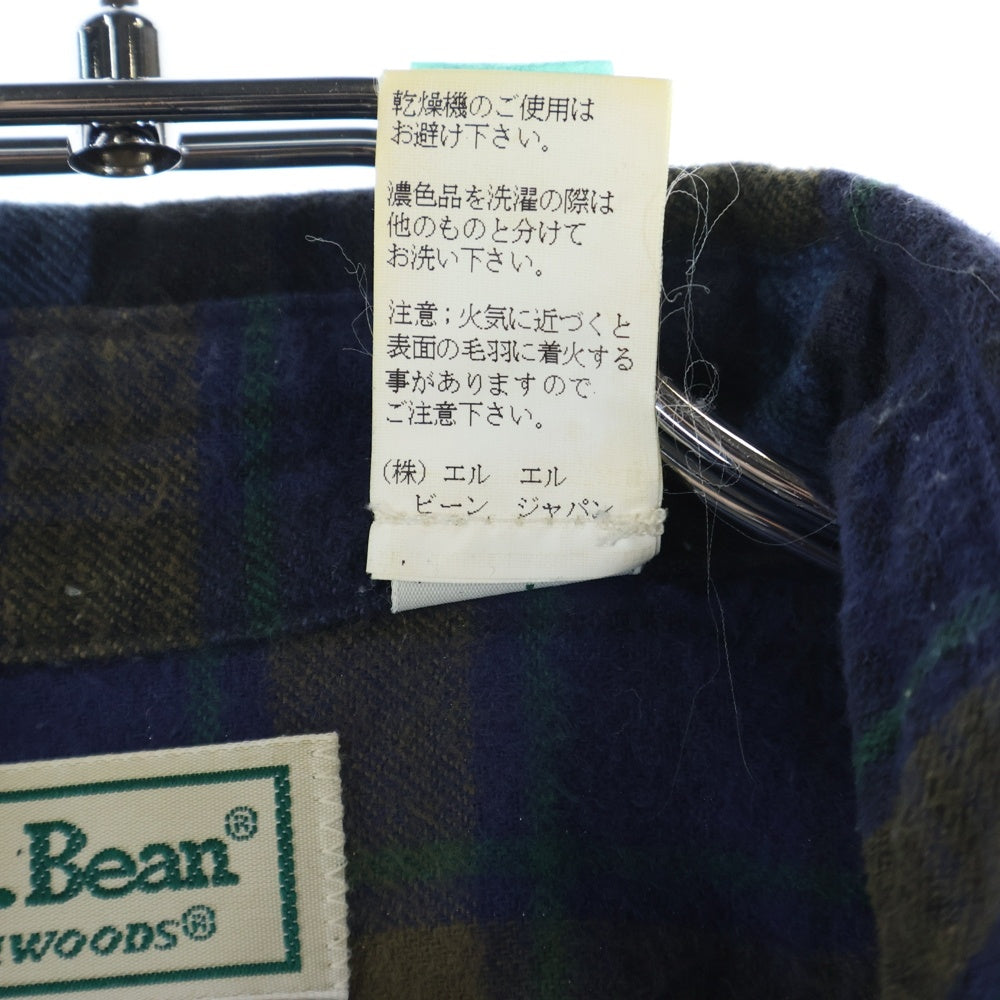 乾燥機のご使用は
お避け下さい。
濃色品を洗濯の際は
他のものと分けて
お洗い下さい。
注意；火気に近づくと
表面の毛羽に着火する
事がありますので
ご注意下さい。
(株) エル エル
ビーン ジャパン
. Bean®
woods®